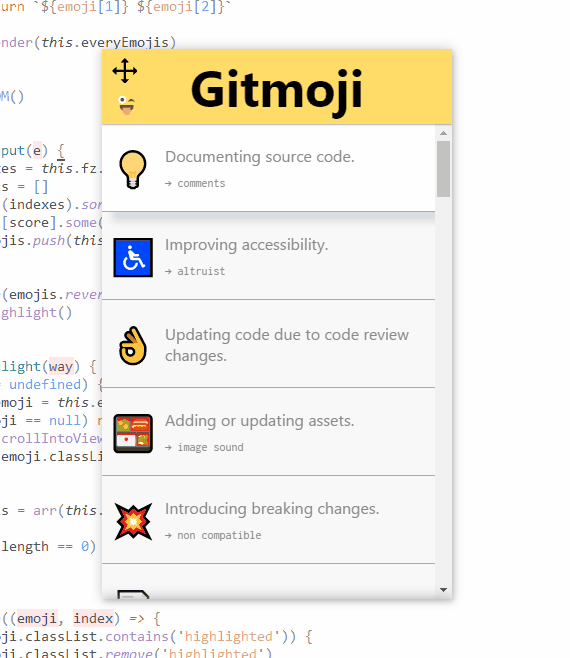 urn `${emoji[1]} ${emoji[2]}`
nder(this.everyEmojis)
Gitmoji
M()
put(e) {
es = this.fz.
s = []
(indexes).sor
[score].some(
ojis.push(this
(emojis.rever
ghlight()
light(way) {
= undefined) {
moji = this.e
oji == null) r
crollIntoView
emoji.classLi
s = arr(this.
length == 0)
Documenting source code.
→ comments
Improving accessibility.
→ altruist
Updating code due to code review
changes.
Adding or updating assets.
→ image sound
Introducing breaking changes.
→ non compatible
((emoji, index) => {
ji.classList.contains('highlighted')) {
ji.classList.remove('highlighted')